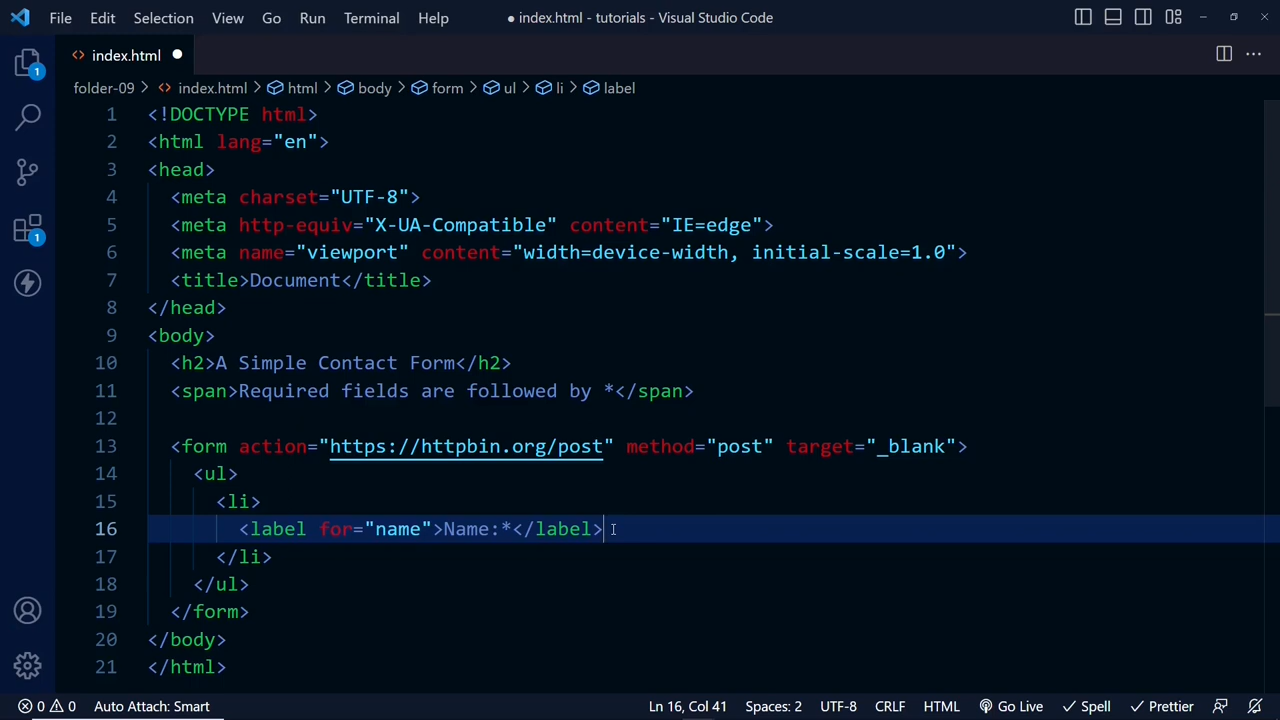 File Edit Selection View Go Run Terminal Help ● index.html - tutorials - Visual Studio Code
<> index.html ●
folder-09 > <> index.html > html > body > form > ul > li > label
1 <!DOCTYPE html>
2 <html lang="en">
3 <head>
4 <meta charset="UTF-8">
5 <meta http-equiv="X-UA-Compatible" content="IE=edge">
6 <meta name="viewport" content="width=device-width, initial-scale=1.0">
7 <title>Document</title>
8 </head>
9 <body>
10 <h2>A Simple Contact Form</h2>
11 <span>Required fields are followed by *</span>
12
13 <form action="https://httpbin.org/post" method="post" target="_blank">
14 <ul>
15 <li>
16 <label for="name">Name:*</label>
17 </li>
18 </ul>
19 </form>
20 </body>
21 </html>
1
1
0 0 Auto Attach: Smart Ln 16, Col 41 Spaces: 2 UTF-8 CRLF HTML Go Live Spell Prettier